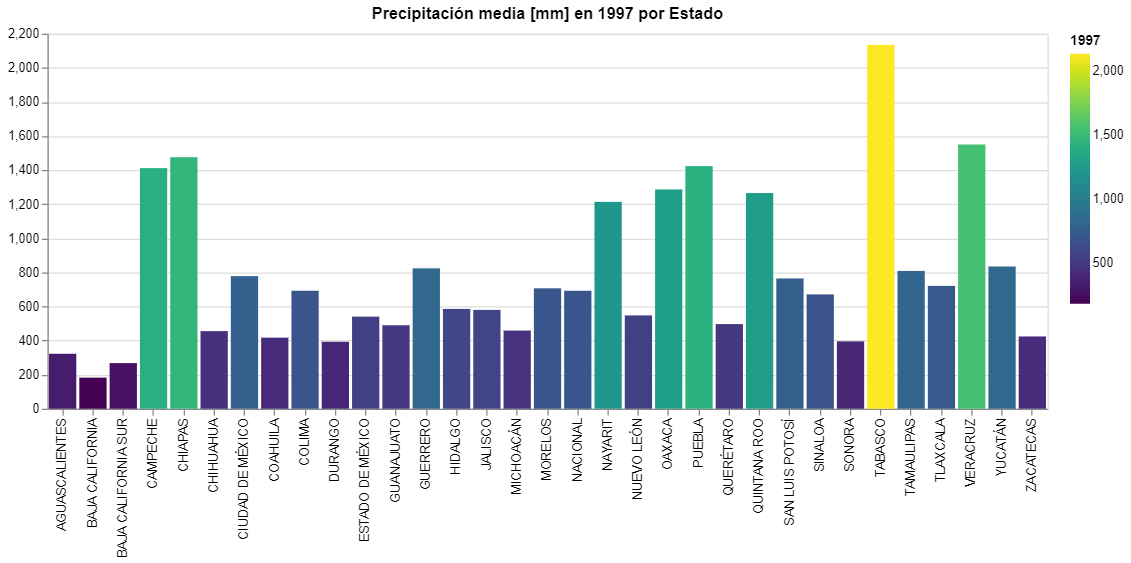 Precipitación media [mm] en 1997 por Estado
2,200
2,000
1,800
1,600
1,400
1,200
1,000
800
600
400
200
0
AGUASCALIENTES
BAJA CALIFORNIA
BAJA CALIFORNIA SUR
CAMPECHE
CHIAPAS
CHIHUAHUA
CIUDAD DE MÉXICO
COAHUILA
COLIMA
DURANGO
ESTADO DE MÉXICO
GUANAJUATO
GUERRERO
HIDALGO
JALISCO
MICHOACÁN
MORELOS
NACIONAL
NAYARIT
NUEVO LEÓN
OAXACA
PUEBLA
QUERÉTARO
QUINTANA ROO
SAN LUIS POTOSÍ
SINALOA
SONORA
TABASCO
TAMAULIPAS
TLAXCALA
VERACRUZ
YUCATÁN
ZACATECAS
1997
2,000
1,500
1,000
500